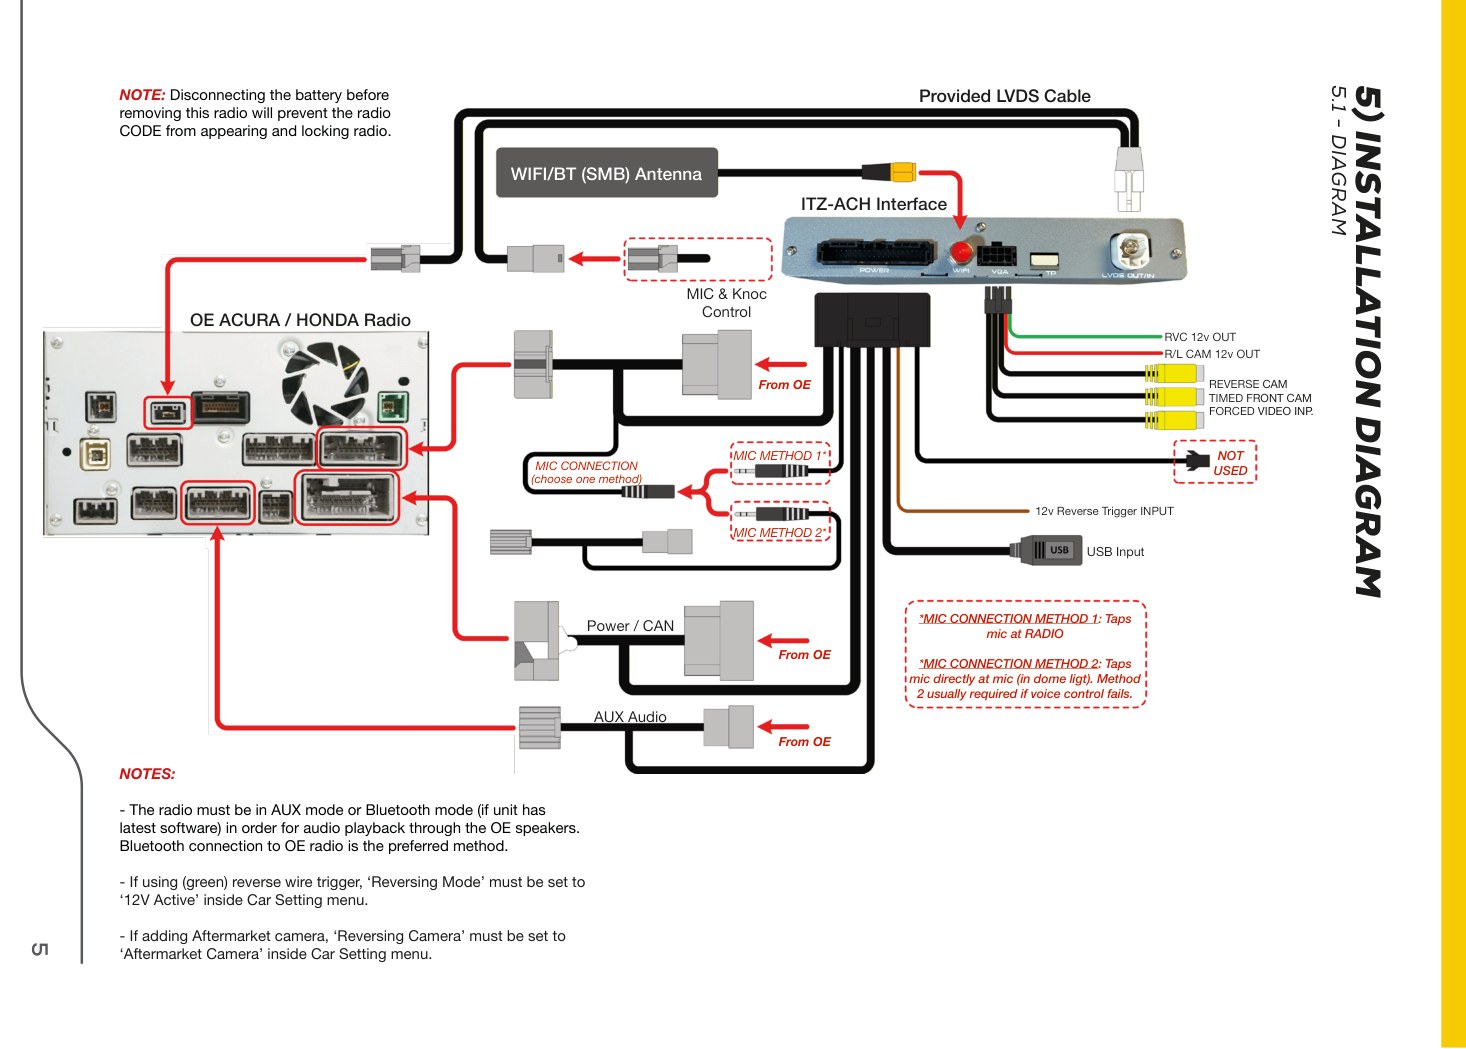 5) INSTALLATION DIAGRAM
5.1 - DIAGRAM
NOTE: Disconnecting the battery before
removing this radio will prevent the radio
CODE from appearing and locking radio.
Provided LVDS Cable
WIFI/BT (SMB) Antenna
ITZ-ACH Interface
POWER
WIFI
VGA
TP
LVDS OUT/IN
MIC & Knoc
Control
OE ACURA / HONDA Radio
From OE
RVC 12v OUT
R/L CAM 12v OUT
REVERSE CAM
TIMED FRONT CAM
FORCED VIDEO INP.
MIC CONNECTION
(choose one method)
MIC METHOD 1*
MIC METHOD 2*
NOT
USED
12v Reverse Trigger INPUT
USB
USB Input
Power / CAN
From OE
AUX Audio
From OE
*MIC CONNECTION METHOD 1: Taps
mic at RADIO
*MIC CONNECTION METHOD 2: Taps
mic directly at mic (in dome ligt). Method
2 usually required if voice control fails.
NOTES:
- The radio must be in AUX mode or Bluetooth mode (if unit has
latest software) in order for audio playback through the OE speakers.
Bluetooth connection to OE radio is the preferred method.
- If using (green) reverse wire trigger, ‘Reversing Mode’ must be set to
‘12V Active’ inside Car Setting menu.
- If adding Aftermarket camera, ‘Reversing Camera’ must be set to
‘Aftermarket Camera’ inside Car Setting menu.
5